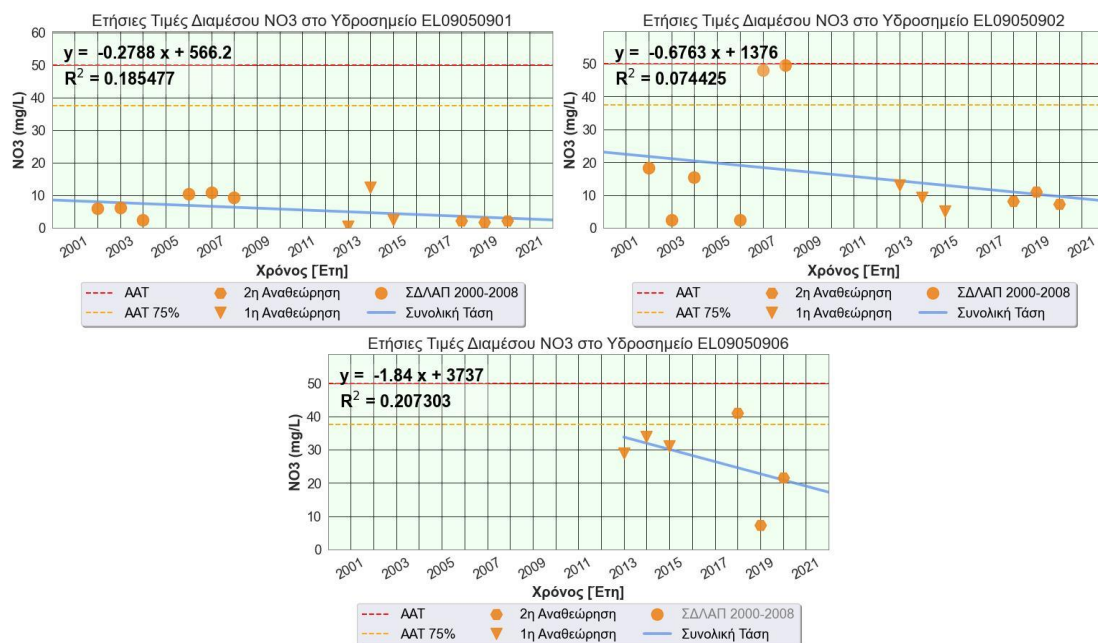 Ετήσιες Τιμές Διαμέσου NO3 στο Υδροσημείο EL09050901
y = -0.2788 x + 566.2
R² = 0.185477
NO3 (mg/L)
60
50
40
30
20
10
0
2001 2003 2005 2007 2009 2011 2013 2015 2017 2019 2021
Χρόνος [Έτη]
ΑΑΤ 2η Αναθεώρηση ΣΔΛΑΠ 2000-2008
ΑΑΤ 75% 1η Αναθεώρηση Συνολική Τάση
Ετήσιες Τιμές Διαμέσου NO3 στο Υδροσημείο EL09050902
y = -0.6763 x + 1376
R² = 0.074425
NO3 (mg/L)
50
40
30
20
10
0
2001 2003 2005 2007 2009 2011 2013 2015 2017 2019 2021
Χρόνος [Έτη]
ΑΑΤ 2η Αναθεώρηση ΣΔΛΑΠ 2000-2008
ΑΑΤ 75% 1η Αναθεώρηση Συνολική Τάση
Ετήσιες Τιμές Διαμέσου NO3 στο Υδροσημείο EL09050906
y = -1.84 x + 3737
R² = 0.207303
NO3 (mg/L)
50
40
30
20
10
0
2001 2003 2005 2007 2009 2011 2013 2015 2017 2019 2021
Χρόνος [Έτη]
ΑΑΤ 2η Αναθεώρηση ΣΔΛΑΠ 2000-2008
ΑΑΤ 75% 1η Αναθεώρηση Συνολική Τάση